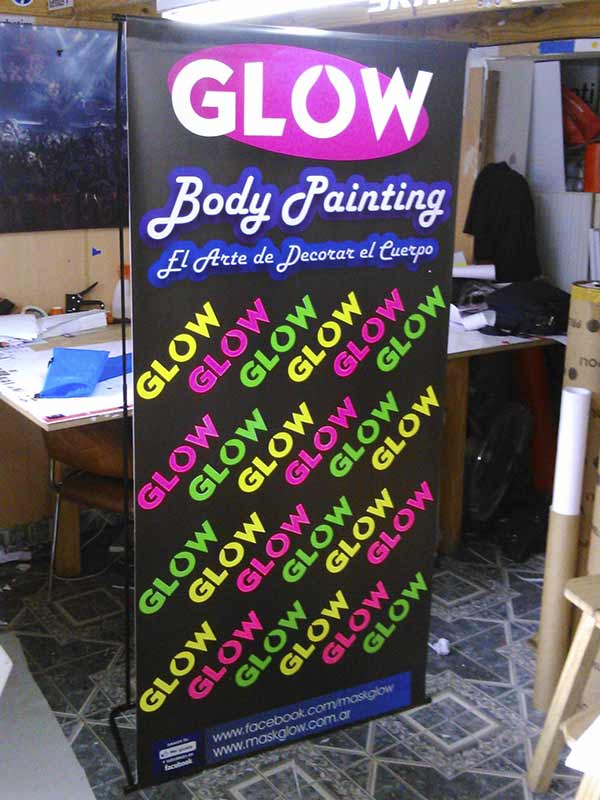 GLOW
Body Painting
El Arte de Decorar el Cuerpo
GLOW GLOW GLOW GLOW GLOW GLOW
GLOW GLOW GLOW GLOW GLOW GLOW
GLOW GLOW GLOW GLOW GLOW GLOW
GLOW GLOW GLOW GLOW GLOW GLOW
www.facebook.com/maskglow
www.maskglow.com.ar
facebook